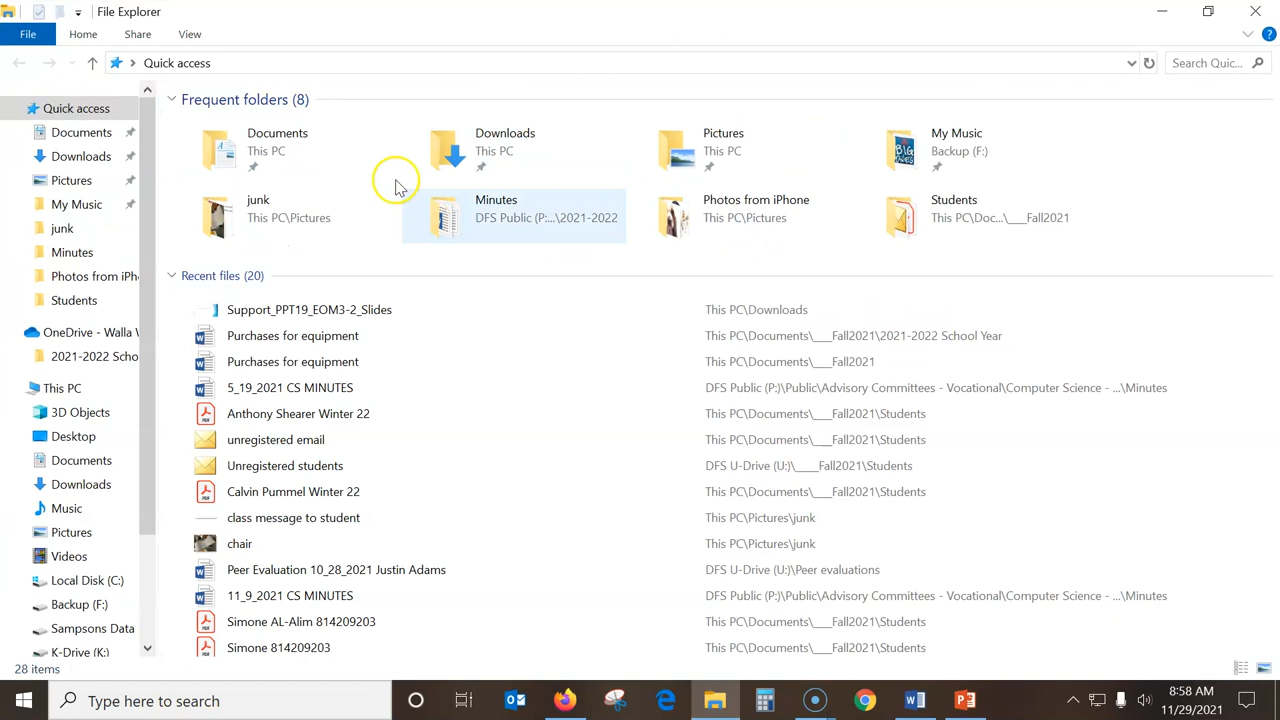 File Explorer
File Home Share View
Quick access
Search Quic...
Quick access
Documents
Downloads
Pictures
My Music
junk
Minutes
Photos from iPh
Students
OneDrive - Walla W
2021-2022 Scho
This PC
3D Objects
Desktop
Documents
Downloads
Music
Pictures
Videos
Local Disk (C:)
Backup (F:)
Sampsons Data
K-Drive (K:)
Frequent folders (8)
Documents
This PC
Downloads
This PC
Pictures
This PC
My Music
Backup (F:)
junk
This PC\Pictures
Minutes
DFS Public (P:...\2021-2022
Photos from iPhone
This PC\Pictures
Students
This PC\Doc...\___Fall2021
Recent files (20)
Support_PPT19_EOM3-2_Slides This PC\Downloads
Purchases for equipment This PC\Documents\___Fall2021\2021-2022 School Year
Purchases for equipment This PC\Documents\___Fall2021
5_19_2021 CS MINUTES DFS Public (P:)\Public\Advisory Committees - Vocational\Computer Science - ...\Minutes
Anthony Shearer Winter 22 This PC\Documents\___Fall2021\Students
unregistered email This PC\Documents\___Fall2021\Students
Unregistered students DFS U-Drive (U:)\____Fall2021\Students
Calvin Pummel Winter 22 This PC\Documents\___Fall2021\Students
class message to student This PC\Pictures\junk
chair This PC\Pictures\junk
Peer Evaluation 10_28_2021 Justin Adams DFS U-Drive (U:)\Peer evaluations
11_9_2021 CS MINUTES DFS Public (P:)\Public\Advisory Committees - Vocational\Computer Science - ...\Minutes
Simone AL-Alim 814209203 This PC\Documents\___Fall2021\Students
Simone 814209203 This PC\Documents\___Fall2021\Students
28 items
Type here to search
8:58 AM
11/29/2021